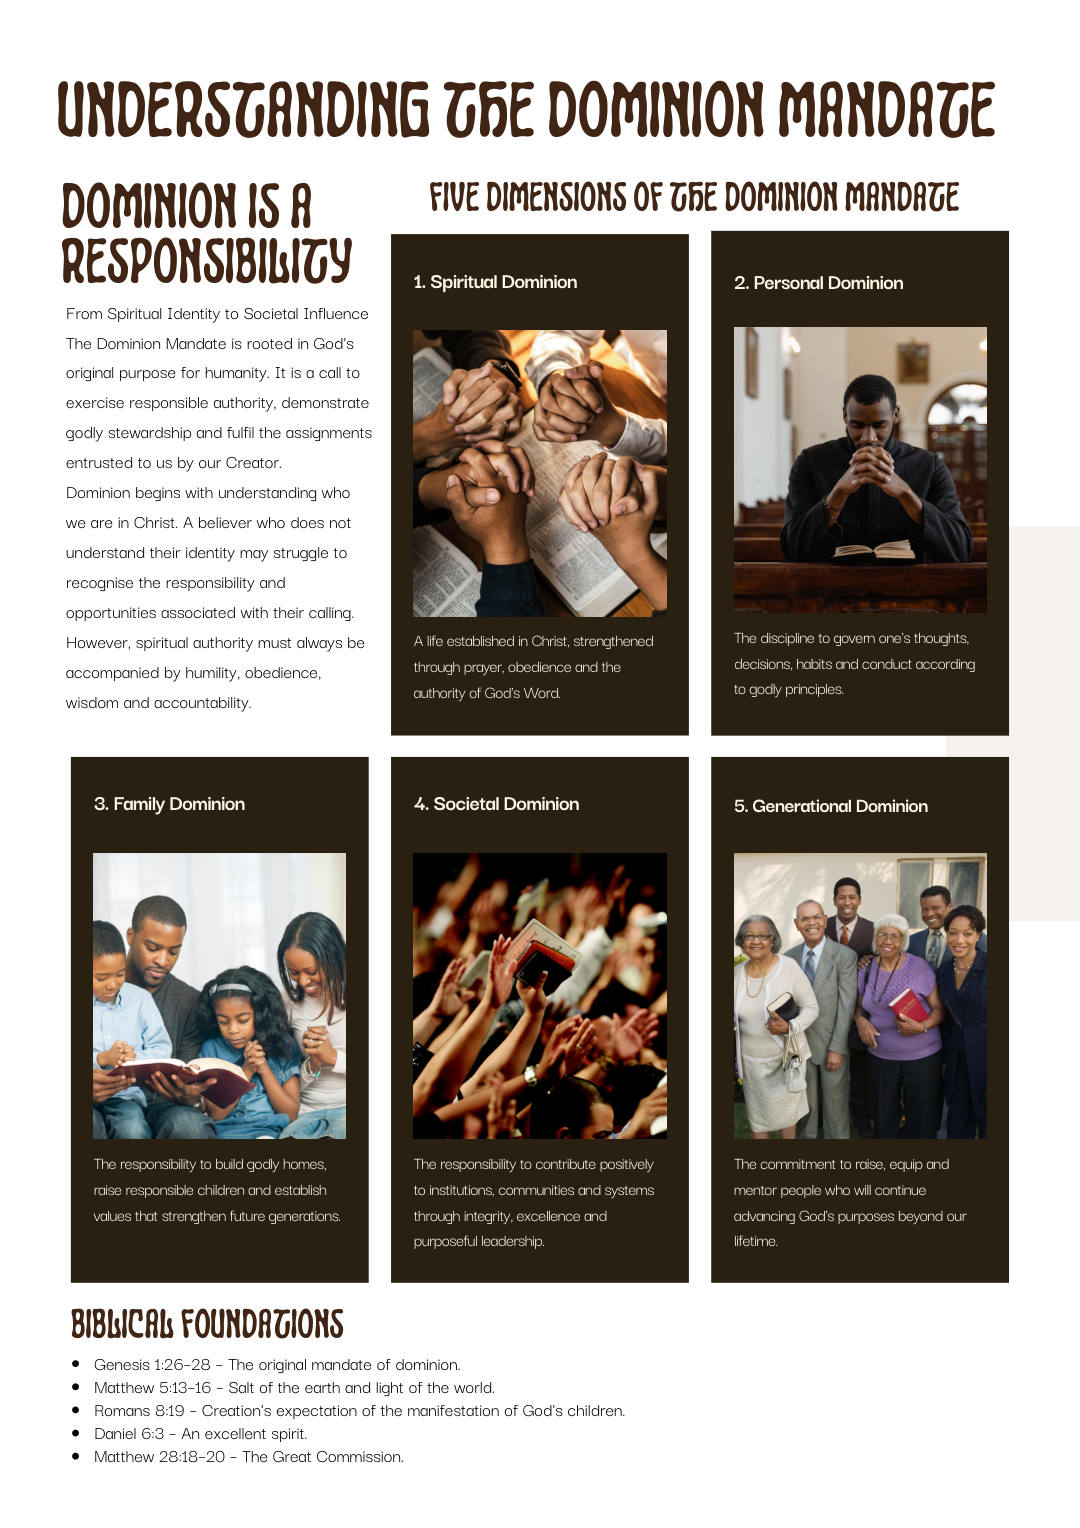 UNDERSTANDING THE DOMINION MANDATE
DOMINION IS A
RESPONSIBILITY
From Spiritual Identity to Societal Influence
The Dominion Mandate is rooted in God's
original purpose for humanity. It is a call to
exercise responsible authority, demonstrate
godly stewardship and fulfil the assignments
entrusted to us by our Creator.
Dominion begins with understanding who
we are in Christ. A believer who does not
understand their identity may struggle to
recognise the responsibility and
opportunities associated with their calling.
However, spiritual authority must always be
accompanied by humility, obedience,
wisdom and accountability.
FIVE DIMENSIONS OF THE DOMINION MANDATE
1. Spiritual Dominion
A life established in Christ, strengthened
through prayer, obedience and the
authority of God's Word.
2. Personal Dominion
The discipline to govern one's thoughts,
decisions, habits and conduct according
to godly principles.
3. Family Dominion
The responsibility to build godly homes,
raise responsible children and establish
values that strengthen future generations.
4. Societal Dominion
The responsibility to contribute positively
to institutions, communities and systems
through integrity, excellence and
purposeful leadership.
5. Generational Dominion
The commitment to raise, equip and
mentor people who will continue
advancing God's purposes beyond our
lifetime.
BIBLICAL FOUNDATIONS
• Genesis 1:26–28 – The original mandate of dominion.
• Matthew 5:13–16 – Salt of the earth and light of the world.
• Romans 8:19 – Creation's expectation of the manifestation of God's children.
• Daniel 6:3 – An excellent spirit.
• Matthew 28:18–20 – The Great Commission.